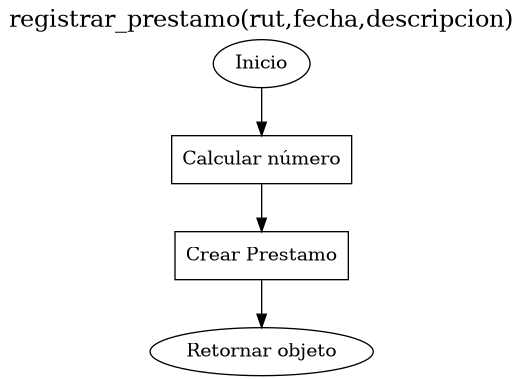 registrar_prestamo(rut,fecha,descripcion)
Inicio
Calcular número
Crear Prestamo
Retornar objeto